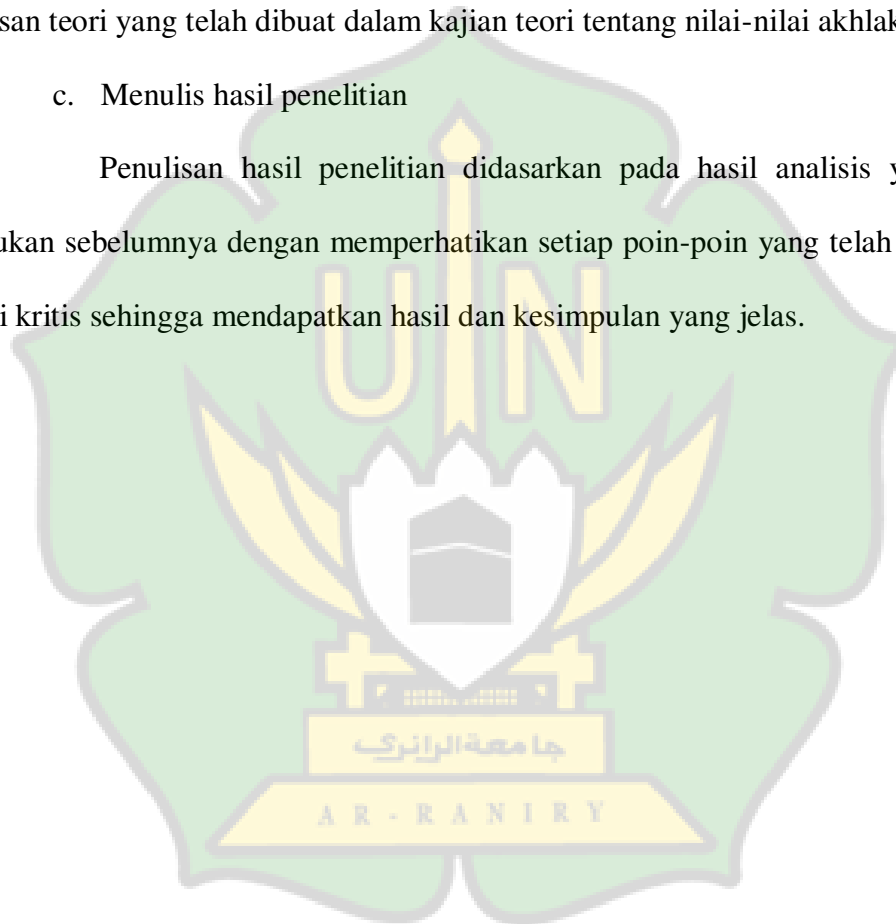 san teori yang telah dibuat dalam kajian teori tentang nilai-nilai akhlak
c. Menulis hasil penelitian
Penulisan hasil penelitian didasarkan pada hasil analisis y
ukan sebelumnya dengan memperhatikan setiap poin-poin yang telah
i kritis sehingga mendapatkan hasil dan kesimpulan yang jelas.
UIN
جامعة الرانري
AR-RANIRY